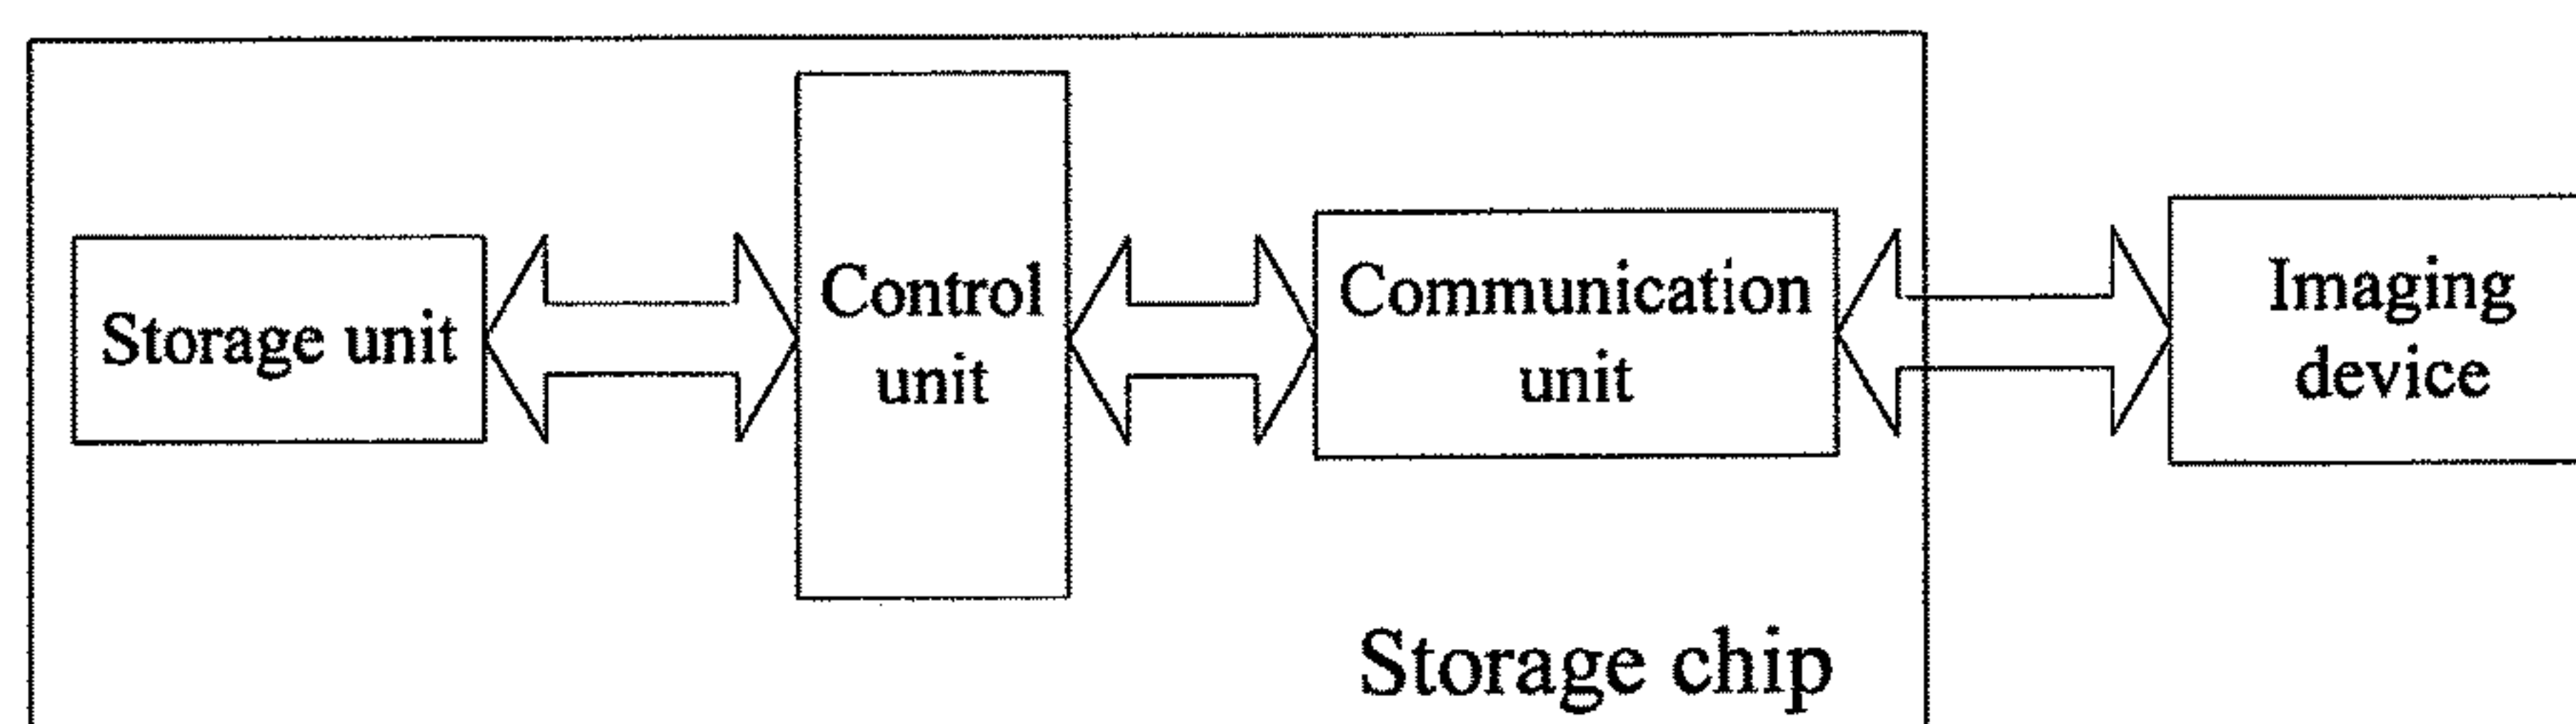 Storage unit
Control
unit
Communication
unit
Imaging
device
Storage chip